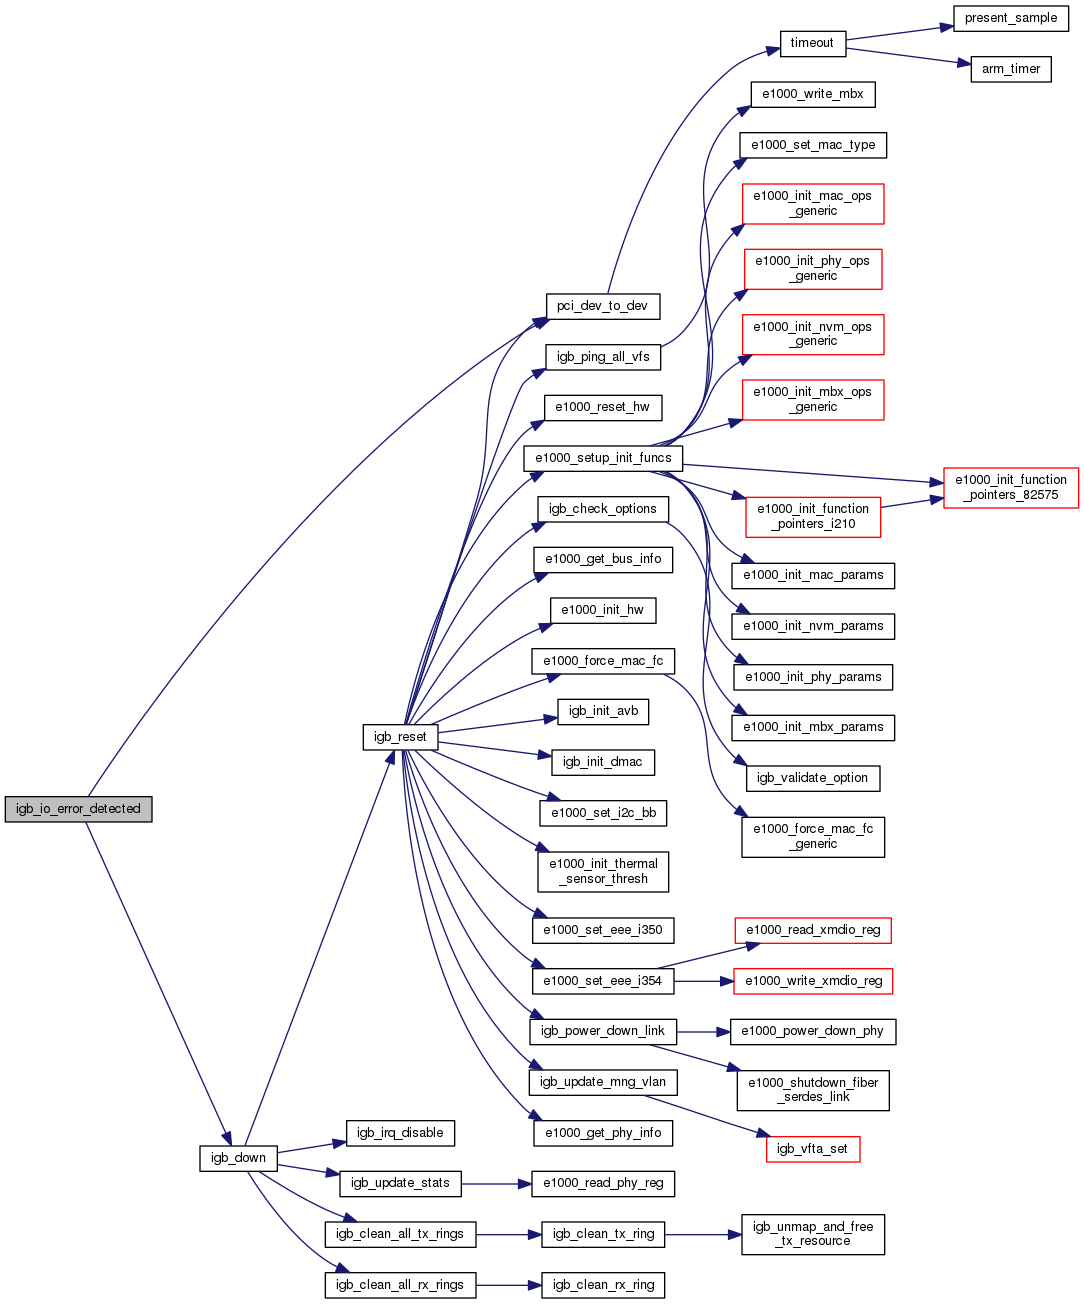 present_sample
timeout
arm_timer
e1000_write_mbx
e1000_set_mac_type
e1000_init_mac_ops
_generic
e1000_init_phy_ops
_generic
pci_dev_to_dev
e1000_init_nvm_ops
_generic
igb_ping_all_vfs
e1000_init_mbx_ops
_generic
e1000_reset_hw
e1000_setup_init_funcs
e1000_init_function
_pointers_82575
igb_check_options
e1000_init_function
_pointers_i210
e1000_get_bus_info
e1000_init_mac_params
e1000_init_hw
e1000_init_nvm_params
e1000_force_mac_fc
e1000_init_phy_params
igb_init_avb
e1000_init_mbx_params
igb_reset
igb_init_dmac
igb_validate_option
igb_io_error_detected
e1000_set_i2c_bb
e1000_force_mac_fc
_generic
e1000_init_thermal
_sensor_thresh
e1000_set_eee_i350
e1000_read_xmdio_reg
e1000_set_eee_i354
e1000_write_xmdio_reg
igb_power_down_link
e1000_power_down_phy
igb_update_mng_vlan
e1000_shutdown_fiber
_serdes_link
igb_irq_disable
e1000_get_phy_info
igb_vfta_set
igb_down
igb_update_stats
e1000_read_phy_reg
igb_clean_all_tx_rings
igb_clean_tx_ring
igb_unmap_and_free
_tx_resource
igb_clean_all_rx_rings
igb_clean_rx_ring